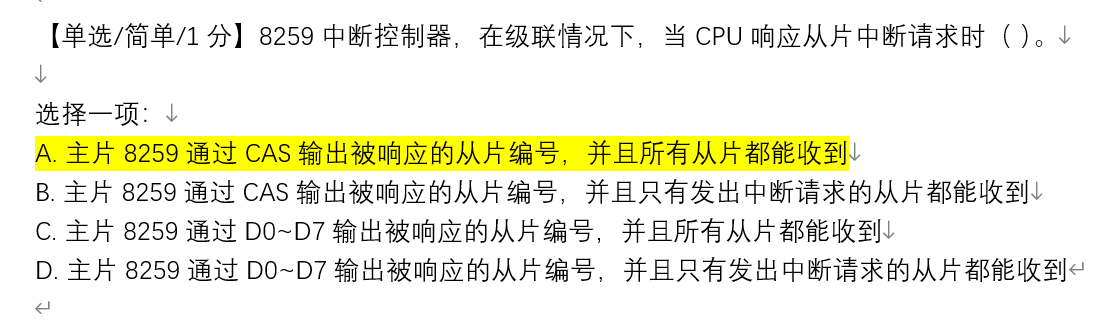 【单选/简单/1 分】8259 中断控制器，在级联情况下，当 CPU 响应从片中断请求时（ ）。↓
↓
选择一项：↓
A. 主片 8259 通过 CAS 输出被响应的从片编号，并且所有从片都能收到↓
B. 主片 8259 通过 CAS 输出被响应的从片编号，并且只有发出中断请求的从片都能收到↓
C. 主片 8259 通过 D0~D7 输出被响应的从片编号，并且所有从片都能收到↓
D. 主片 8259 通过 D0~D7 输出被响应的从片编号，并且只有发出中断请求的从片都能收到↵
↵